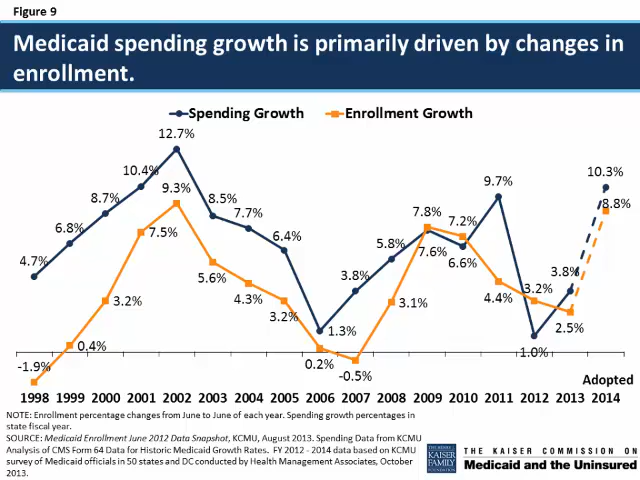 Figure 9
Medicaid spending growth is primarily driven by changes in
enrollment.
Spending Growth Enrollment Growth
12.7%
10.4%
9.3%
8.7%
8.5%
7.7%
7.5%
6.8%
6.4%
5.6%
4.7%
4.3%
3.2%
3.2%
0.4%
-1.9%
1.3%
0.2%
3.8%
-0.5%
5.8%
3.1%
7.8%
7.6%
7.2%
6.6%
9.7%
4.4%
3.2%
1.0%
3.8%
2.5%
10.3%
8.8%
Adopted
1998 1999 2000 2001 2002 2003 2004 2005 2006 2007 2008 2009 2010 2011 2012 2013 2014
NOTE: Enrollment percentage changes from June to June of each year. Spending growth percentages in
state fiscal year.
SOURCE: Medicaid Enrollment June 2012 Data Snapshot, KCMU, August 2013. Spending Data from KCMU
Analysis of CMS Form 64 Data for Historic Medicaid Growth Rates. FY 2012 - 2014 data based on KCMU
survey of Medicaid officials in 50 states and DC conducted by Health Management Associates, October
2013.
THE HENRY J.
KAISER
FAMILY
FOUNDATION
THE KAISER COMMISSION ON
Medicaid and the Uninsured